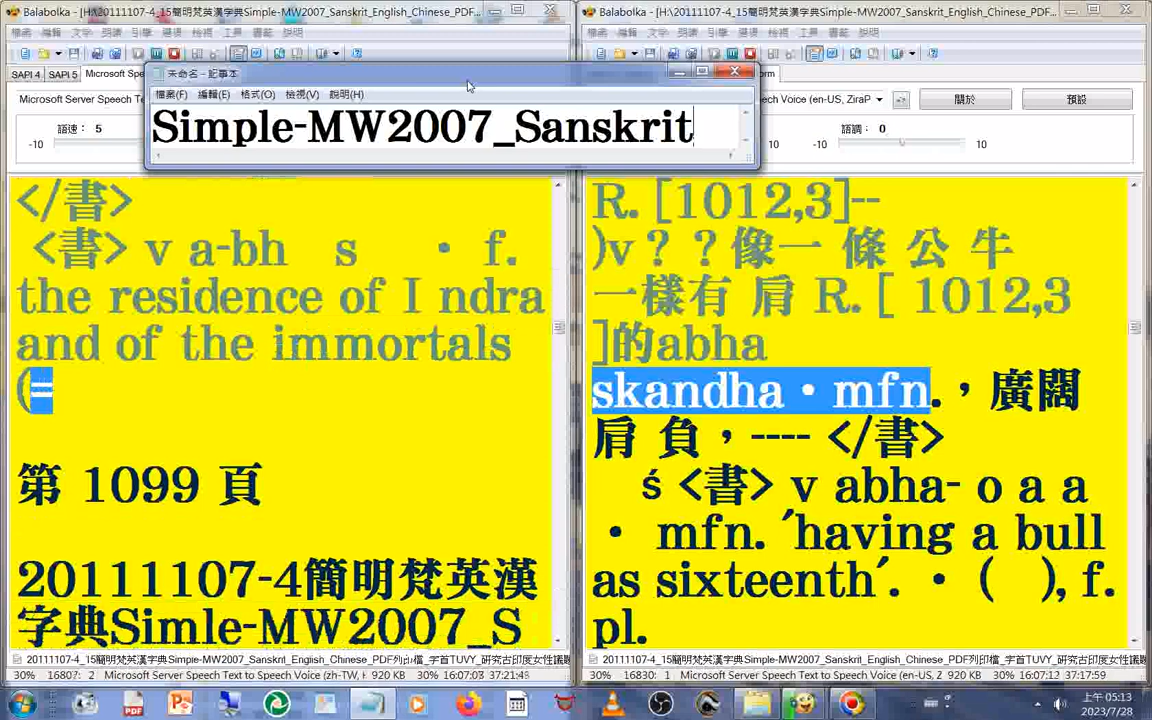 Balabolka - [H:\20111107-4_15簡明梵英漢字典Simple-MW2007_Sanskrit_English_Chinese_PDF...
Balabolka - [H:\20111107-4_15簡明梵英漢字典Simple-MW2007_Sanskrit_English_Chinese_PDF...
SAPI 4 SAPI 5 Microsoft Sp
未命名 - 記事本
檔案(F) 編輯(E) 格式(O) 檢視(V) 說明(H)
Simple-MW2007_Sanskrit
Microsoft Server Speech T
ech Voice (en-US, ZiraP
關於
預設
語速： 5
-10
語調： 0
10
-10
10
</書>
<書> v a-bh s • f.
the residence of I ndra
and of the immortals
(=
第 1099 頁
20111107-4簡明梵英漢
字典Simle-MW2007_S
R. [1012,3]--
)v？？像一 條 公 牛
一樣有 肩 R. [ 1012,3
]的abha
skandha • mfn.，廣闊
肩 負，---- </書>
ś <書> v abha- o a a
• mfn. ′having a bull
as sixteenth′. • ( ), f.
pl.
20111107-4_15簡明梵英漢字典Simple-MW2007_Sanskrit_English_Chinese_PDF列印檔_字首TUVY_研究古印度女性議題
20111107-4_15簡明梵英漢字典Simple-MW2007_Sanskrit_English_Chinese_PDF列印檔_字首TUVY_研究古印度女性議題
30% 16807: 2 Microsoft Server Speech Text to Speech Voice (zh-TW, H 920 KB 16:07:03 37:21:48
30% 16830: 1 Microsoft Server Speech Text to Speech Voice (en-US, Z 920 KB 16:09:05 37:17:59
上午 05:13
2023/7/28